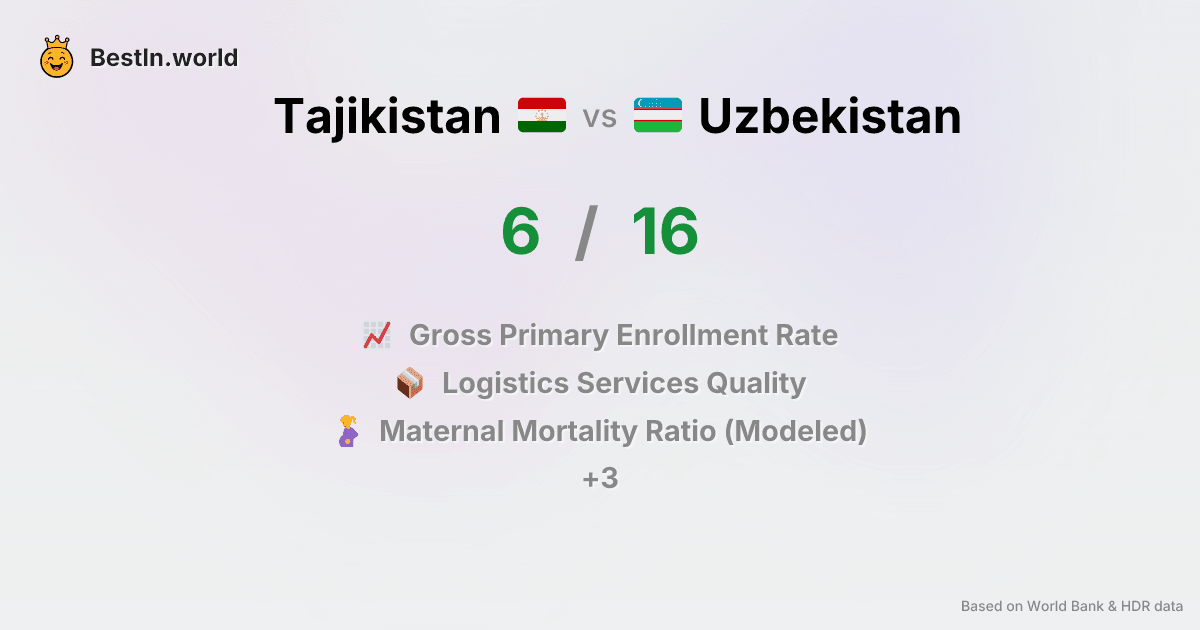 BestIn.world
Tajikistan vs Uzbekistan
6 / 16
Gross Primary Enrollment Rate
Logistics Services Quality
Maternal Mortality Ratio (Modeled)
+3
Based on World Bank & HDR data